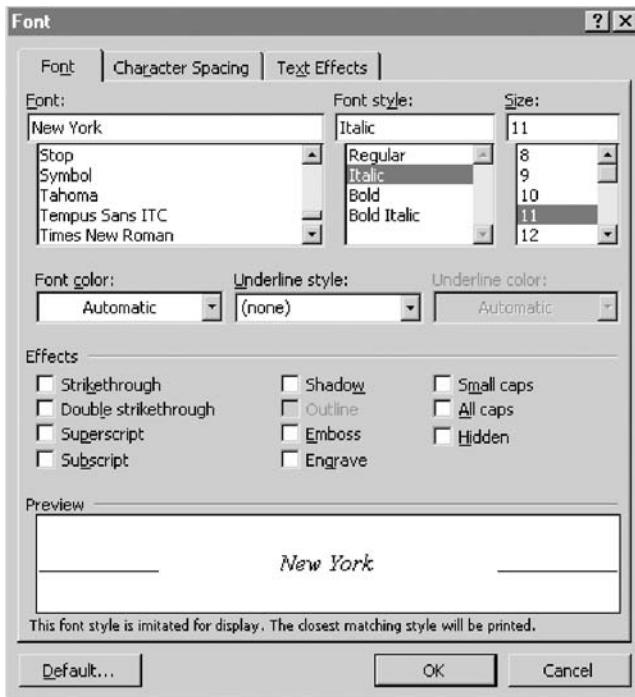 Font
Font Character Spacing Text Effects
Font: Font style: Size:
New York Italic 11
Stop Regular 8
Symbol Italic 9
Tahoma Bold 10
Tempus Sans ITC Bold Italic 11
Times New Roman 12
Font color: Underline style: Underline color:
Automatic (none) Automatic
Effects
Strikethrough Shadow Small caps
Double strikethrough Outline All caps
Superscript Emboss Hidden
Subscript Engrave
Preview
New York
This font style is imitated for display. The closest matching style will be printed.
Default... OK Cancel